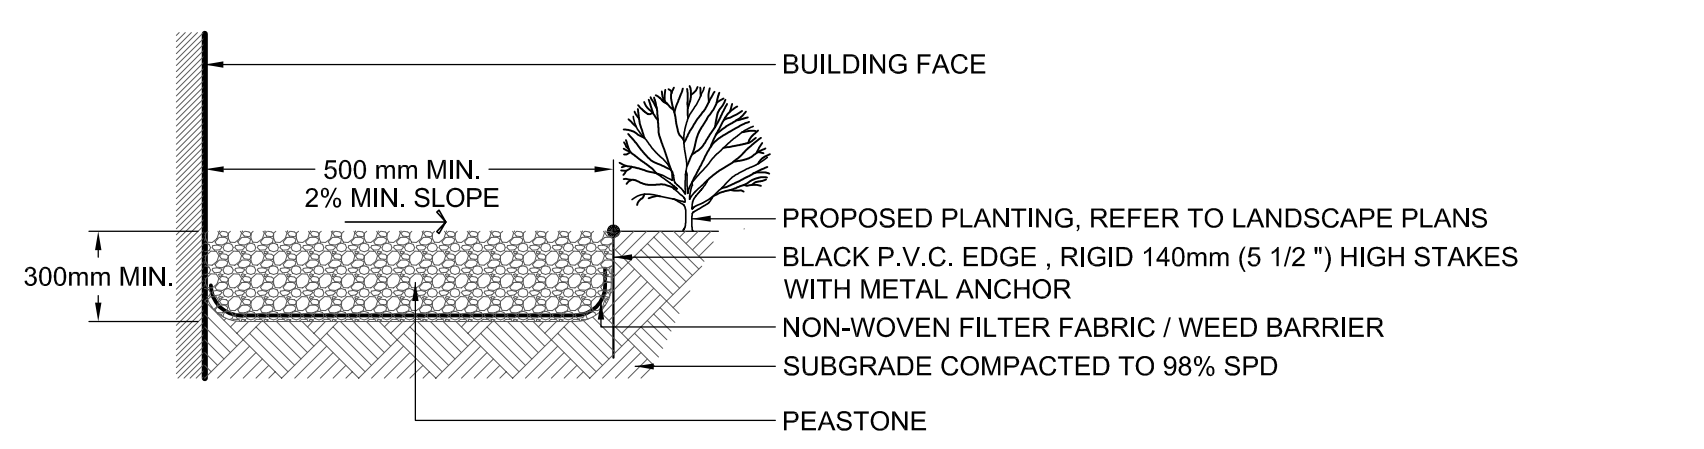 BUILDING FACE
500 mm MIN.
2% MIN. SLOPE
PROPOSED PLANTING, REFER TO LANDSCAPE PLANS
BLACK P.V.C. EDGE , RIGID 140mm (5 1/2 ") HIGH STAKES
WITH METAL ANCHOR
300mm MIN.
NON-WOVEN FILTER FABRIC / WEED BARRIER
SUBGRADE COMPACTED TO 98% SPD
PEASTONE